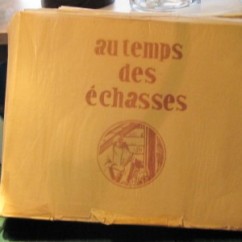 au temps
des
échasses